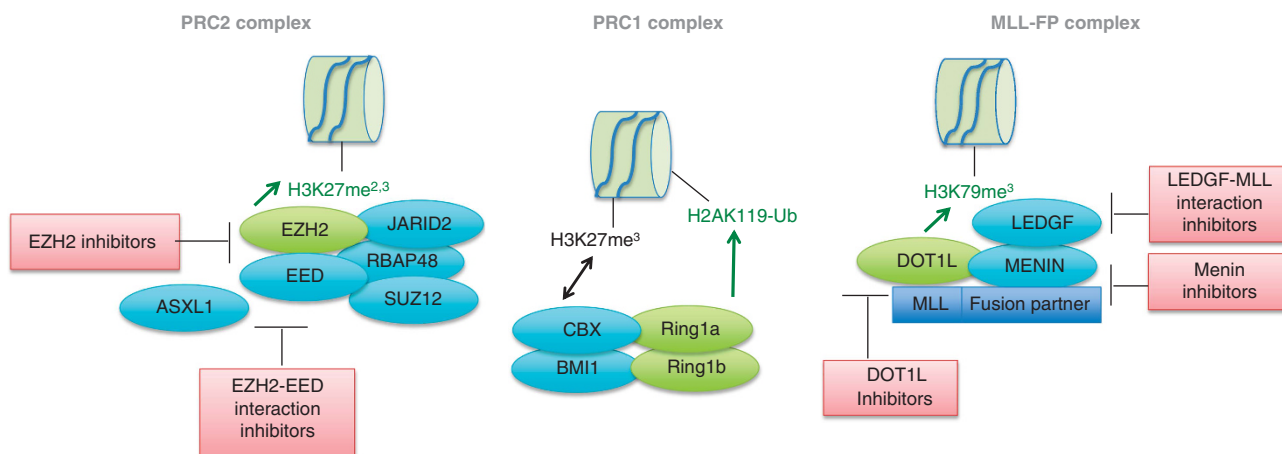 PRC2 complex
H3K27me2,3
EZH2 inhibitors
EZH2
JARID2
RBAP48
EED
SUZ12
ASXL1
EZH2-EED
interaction
inhibitors
PRC1 complex
H2AK119-Ub
H3K27me3
CBX
Ring1a
BMI1
Ring1b
MLL-FP complex
H3K79me3
LEDGF-MLL
interaction
inhibitors
LEDGF
DOT1L
MENIN
Menin
inhibitors
MLL
Fusion partner
DOT1L
Inhibitors